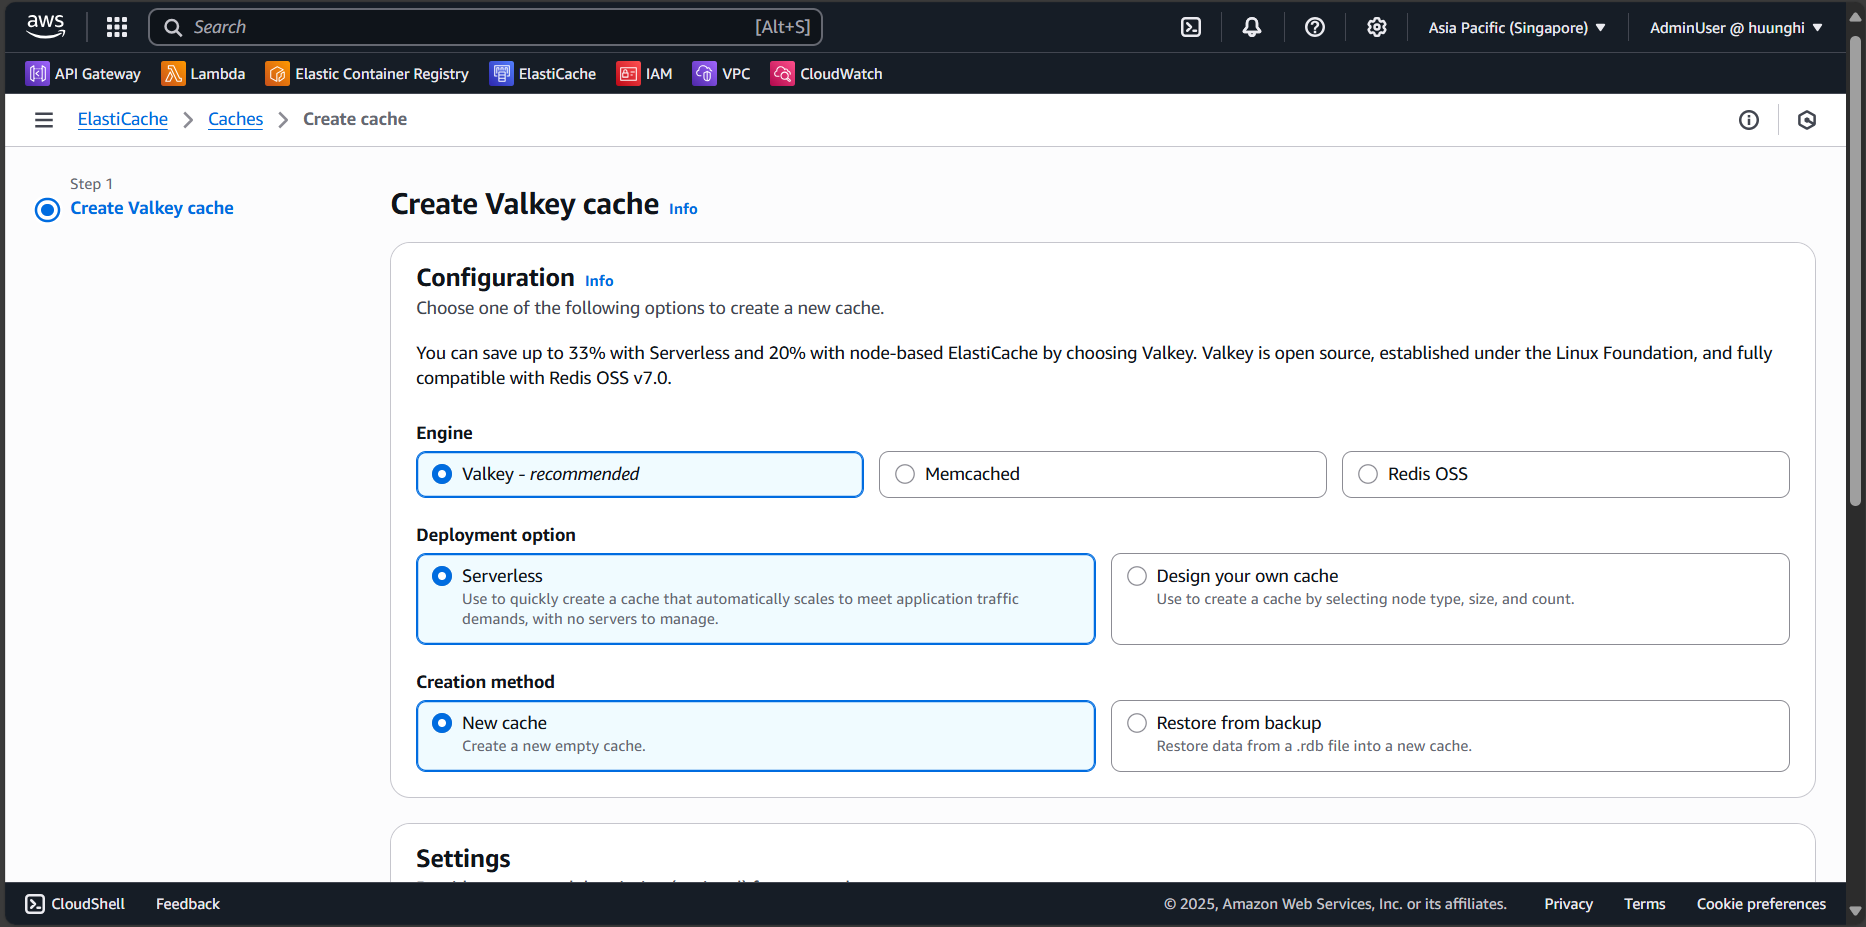 aws
Search [Alt+S]
Asia Pacific (Singapore)
AdminUser @ huunghi
API Gateway
Lambda
Elastic Container Registry
ElastiCache
IAM
VPC
CloudWatch
ElastiCache
Caches
Create cache
Step 1
Create Valkey cache
Create Valkey cache Info
Configuration Info
Choose one of the following options to create a new cache.
You can save up to 33% with Serverless and 20% with node-based ElastiCache by choosing Valkey. Valkey is open source, established under the Linux Foundation, and fully
compatible with Redis OSS v7.0.
Engine
Valkey - recommended
Memcached
Redis OSS
Deployment option
Serverless
Use to quickly create a cache that automatically scales to meet application traffic
demands, with no servers to manage.
Design your own cache
Use to create a cache by selecting node type, size, and count.
Creation method
New cache
Create a new empty cache.
Restore from backup
Restore data from a .rdb file into a new cache.
Settings
CloudShell
Feedback
© 2025, Amazon Web Services, Inc. or its affiliates.
Privacy
Terms
Cookie preferences